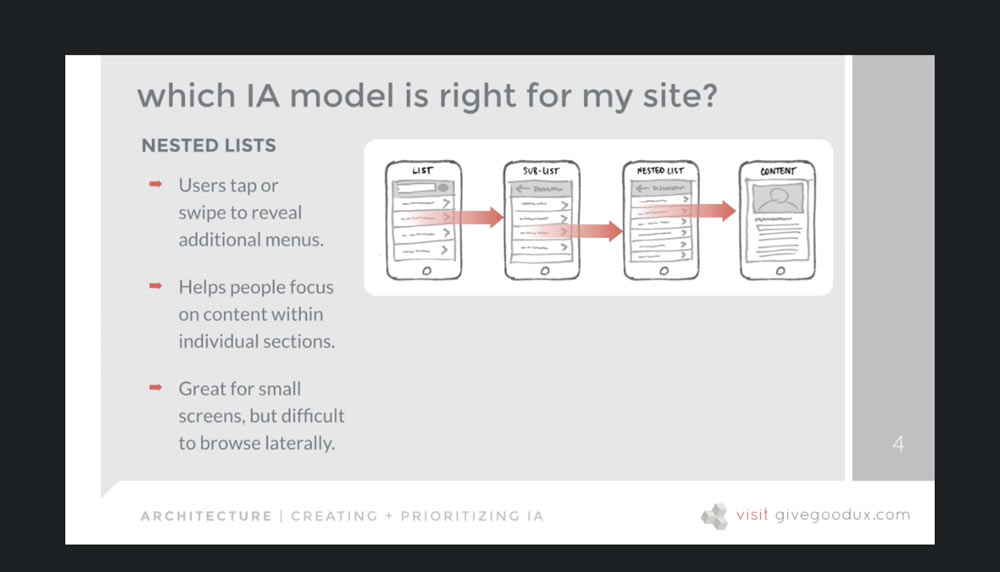 which IA model is right for my site?
NESTED LISTS
Users tap or
swipe to reveal
additional menus.
Helps people focus
on content within
individual sections.
Great for small
screens, but difficult
to browse laterally.
LIST
SUB-LIST
NESTED LIST
CONTENT
4
ARCHITECTURE | CREATING + PRIORITIZING IA
visit givegoodux.com